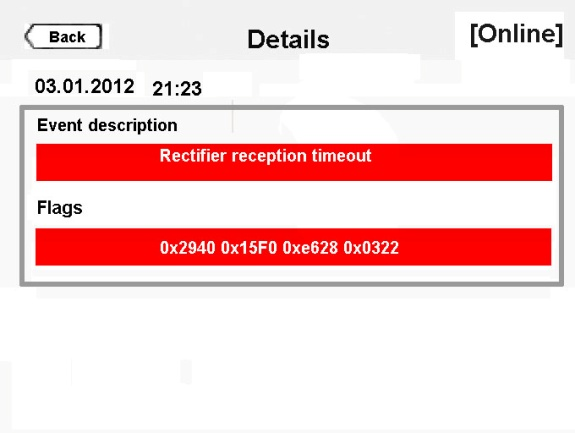 Back
Details
[Online]
03.01.2012 21:23
Event description
Rectifier reception timeout
Flags
0x2940 0x15F0 0xe628 0x0322